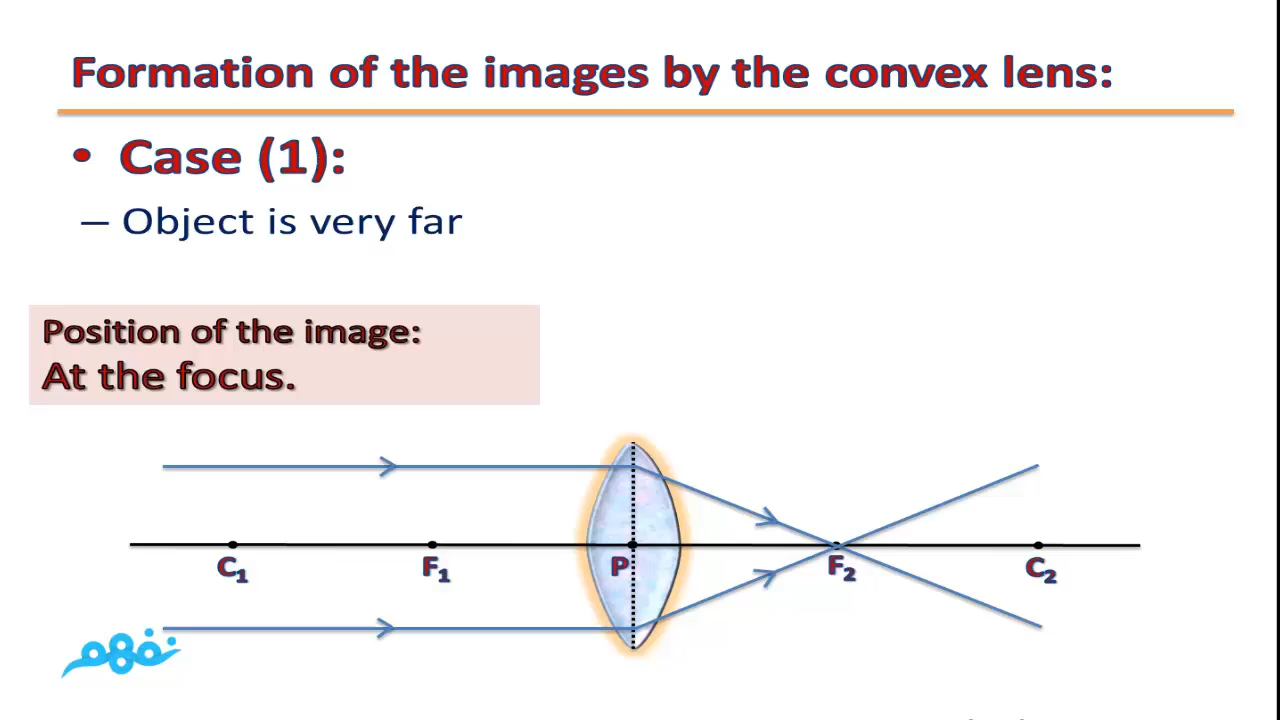 Formation of the images by the convex lens:
• Case (1):
– Object is very far
Position of the image:
At the focus.
C₁ F₁ P F₂ C₂
نفهم